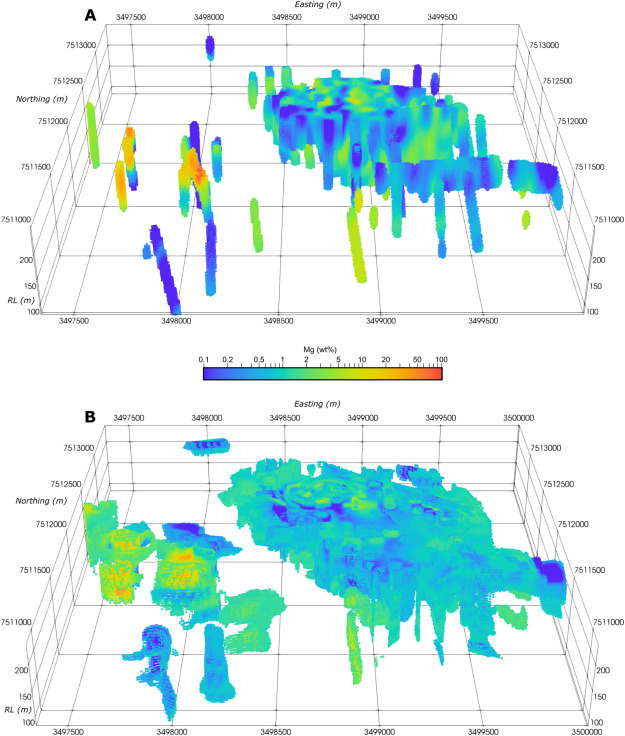 A
Easting (m)
3497500 3498000 3498500 3499000 3499500
7513000 7513000
7512500 7512500
Northing (m)
7512000 7512000
7511500 7511500
7511000 7511000
200 200
150 150
RL (m)
100 100
3497500 3498000 3498500 3499000 3499500
Mg (wt%)
0.1 0.2 0.5 1 2 5 10 20 50 100
B
Easting (m)
3497500 3498000 3498500 3499000 3499500 3500000
7513000 7513000
7512500 7512500
Northing (m)
7512000 7512000
7511500 7511500
7511000 7511000
200 200
150 150
RL (m)
100 100
3497500 3498000 3498500 3499000 3499500 3500000